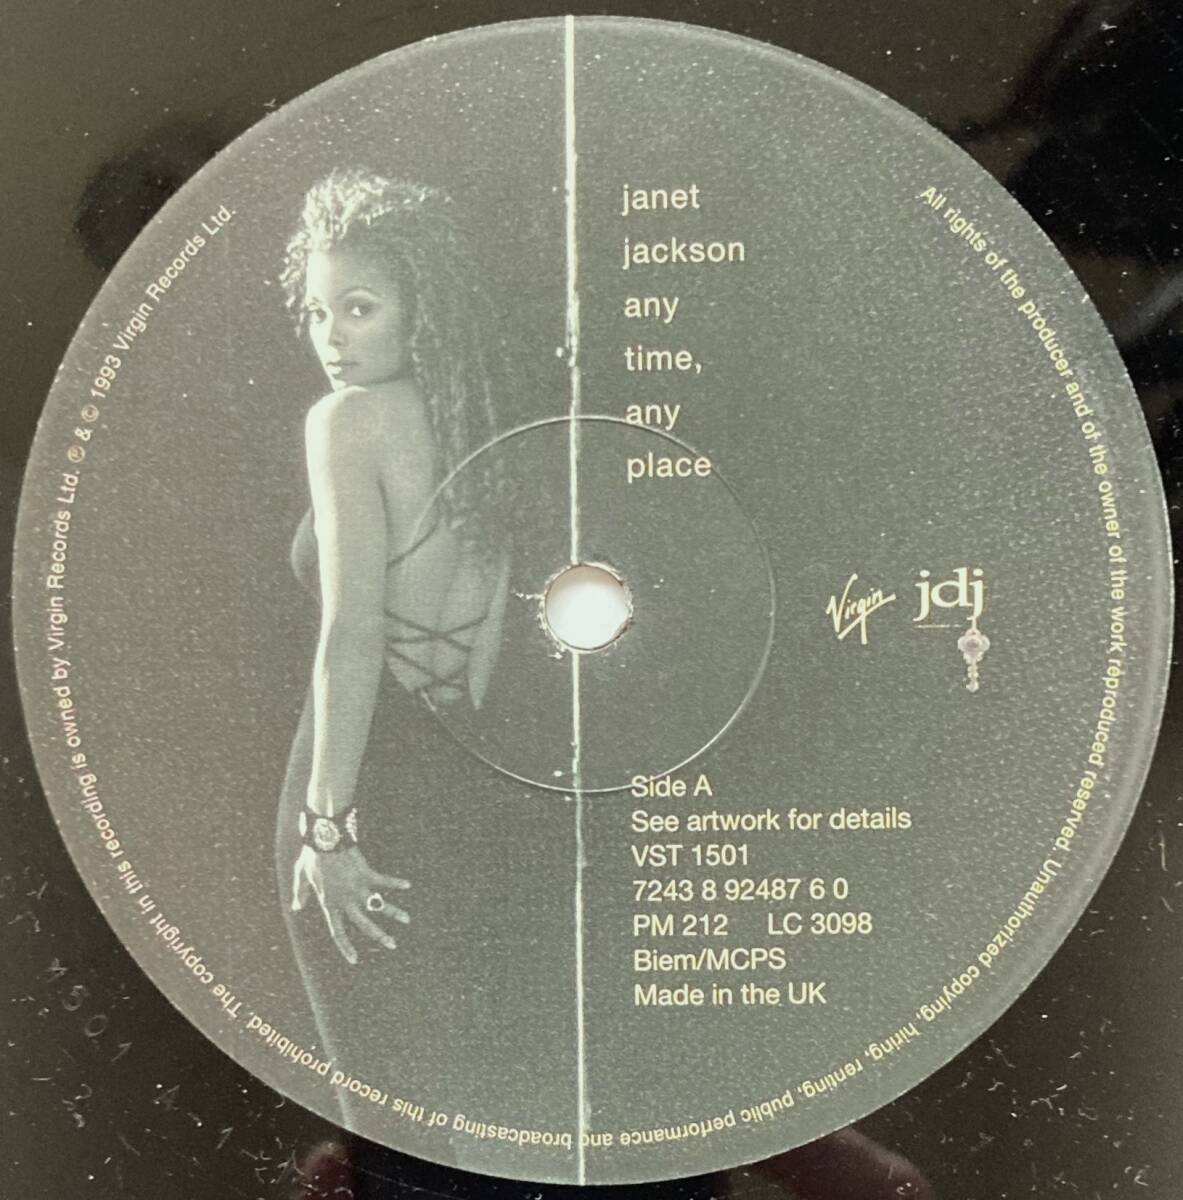 janet
jackson
any
time,
any
place
Virgin
jdj
Side A
See artwork for details
VST 1501
7243 8 92487 6 0
PM 212 LC 3098
Biem/MCPS
Made in the UK
All rights of the producer and of the owner of the work reproduced reserved. Unauthorized copying, hiring, renting, public performance and broadcasting of this record prohibited. The copyright in this recording is owned by Virgin Records Ltd. ℗ & © 1993 Virgin Records Ltd.